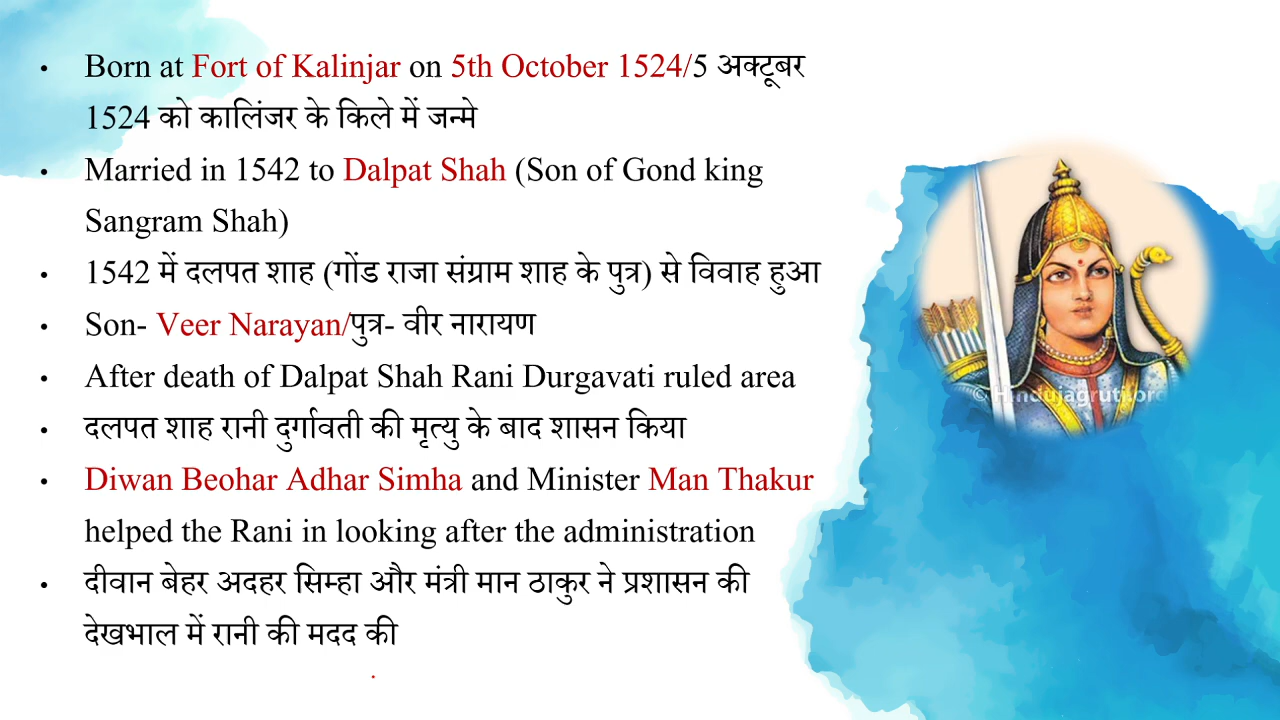 • Born at Fort of Kalinjar on 5th October 1524/5 अक्टूबर
1524 को कालिंजर के किले में जन्मे
• Married in 1542 to Dalpat Shah (Son of Gond king
Sangram Shah)
• 1542 में दलपत शाह (गोंड राजा संग्राम शाह के पुत्र) से विवाह हुआ
• Son- Veer Narayan/पुत्र- वीर नारायण
• After death of Dalpat Shah Rani Durgavati ruled area
• दलपत शाह रानी दुर्गावती की मृत्यु के बाद शासन किया
• Diwan Beohar Adhar Simha and Minister Man Thakur
helped the Rani in looking after the administration
• दीवान बेहर अदहर सिम्हा और मंत्री मान ठाकुर ने प्रशासन की
देखभाल में रानी की मदद की
© Hindujagruti.org